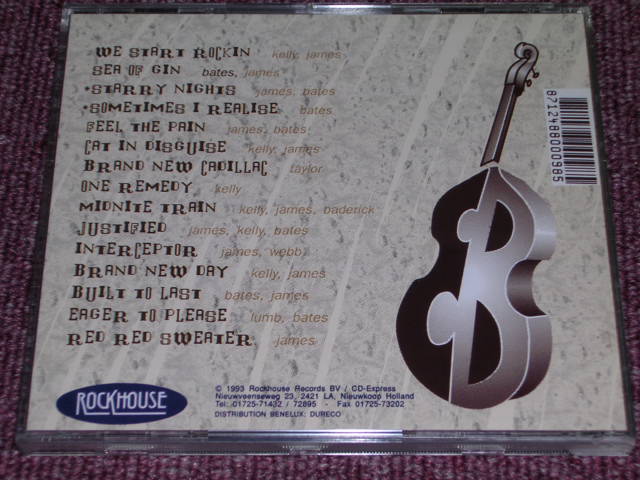 WE START ROCKIN kelly, james
SEA OF GIN bates, james
*STARRY NIGHTS james, bates
*SOMETIMES I REALISE bates
FEEL THE PAIN james, bates
CAT IN DISGUISE kelly, james
BRAND NEW CADILLAC taylor
ONE REMEDY kelly
MIDNITE TRAIN kelly, james, baderick
JUSTIFIED james, kelly, bates
INTERCEPTOR james, webb
BRAND NEW DAY kelly, james
BUILT TO LAST bates, james
EAGER TO PLEASE lumb, bates
RED RED SWEATER james
8712488000985
B
ROCKHOUSE
© 1993 Rockhouse Records BV / CD-Express
Nieuwveenseweg 23, 2421 LA, Nieuwkoop Holland
Tel: 01725-71432 / 72895 - Fax 01725-73202
DISTRIBUTION BENELUX: DURECO